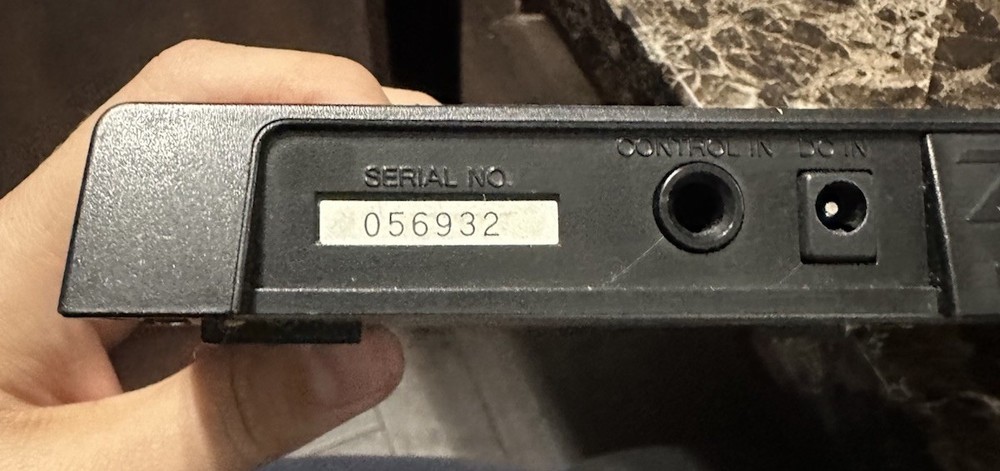 CONTROL IN DC IN
SERIAL NO.
056932